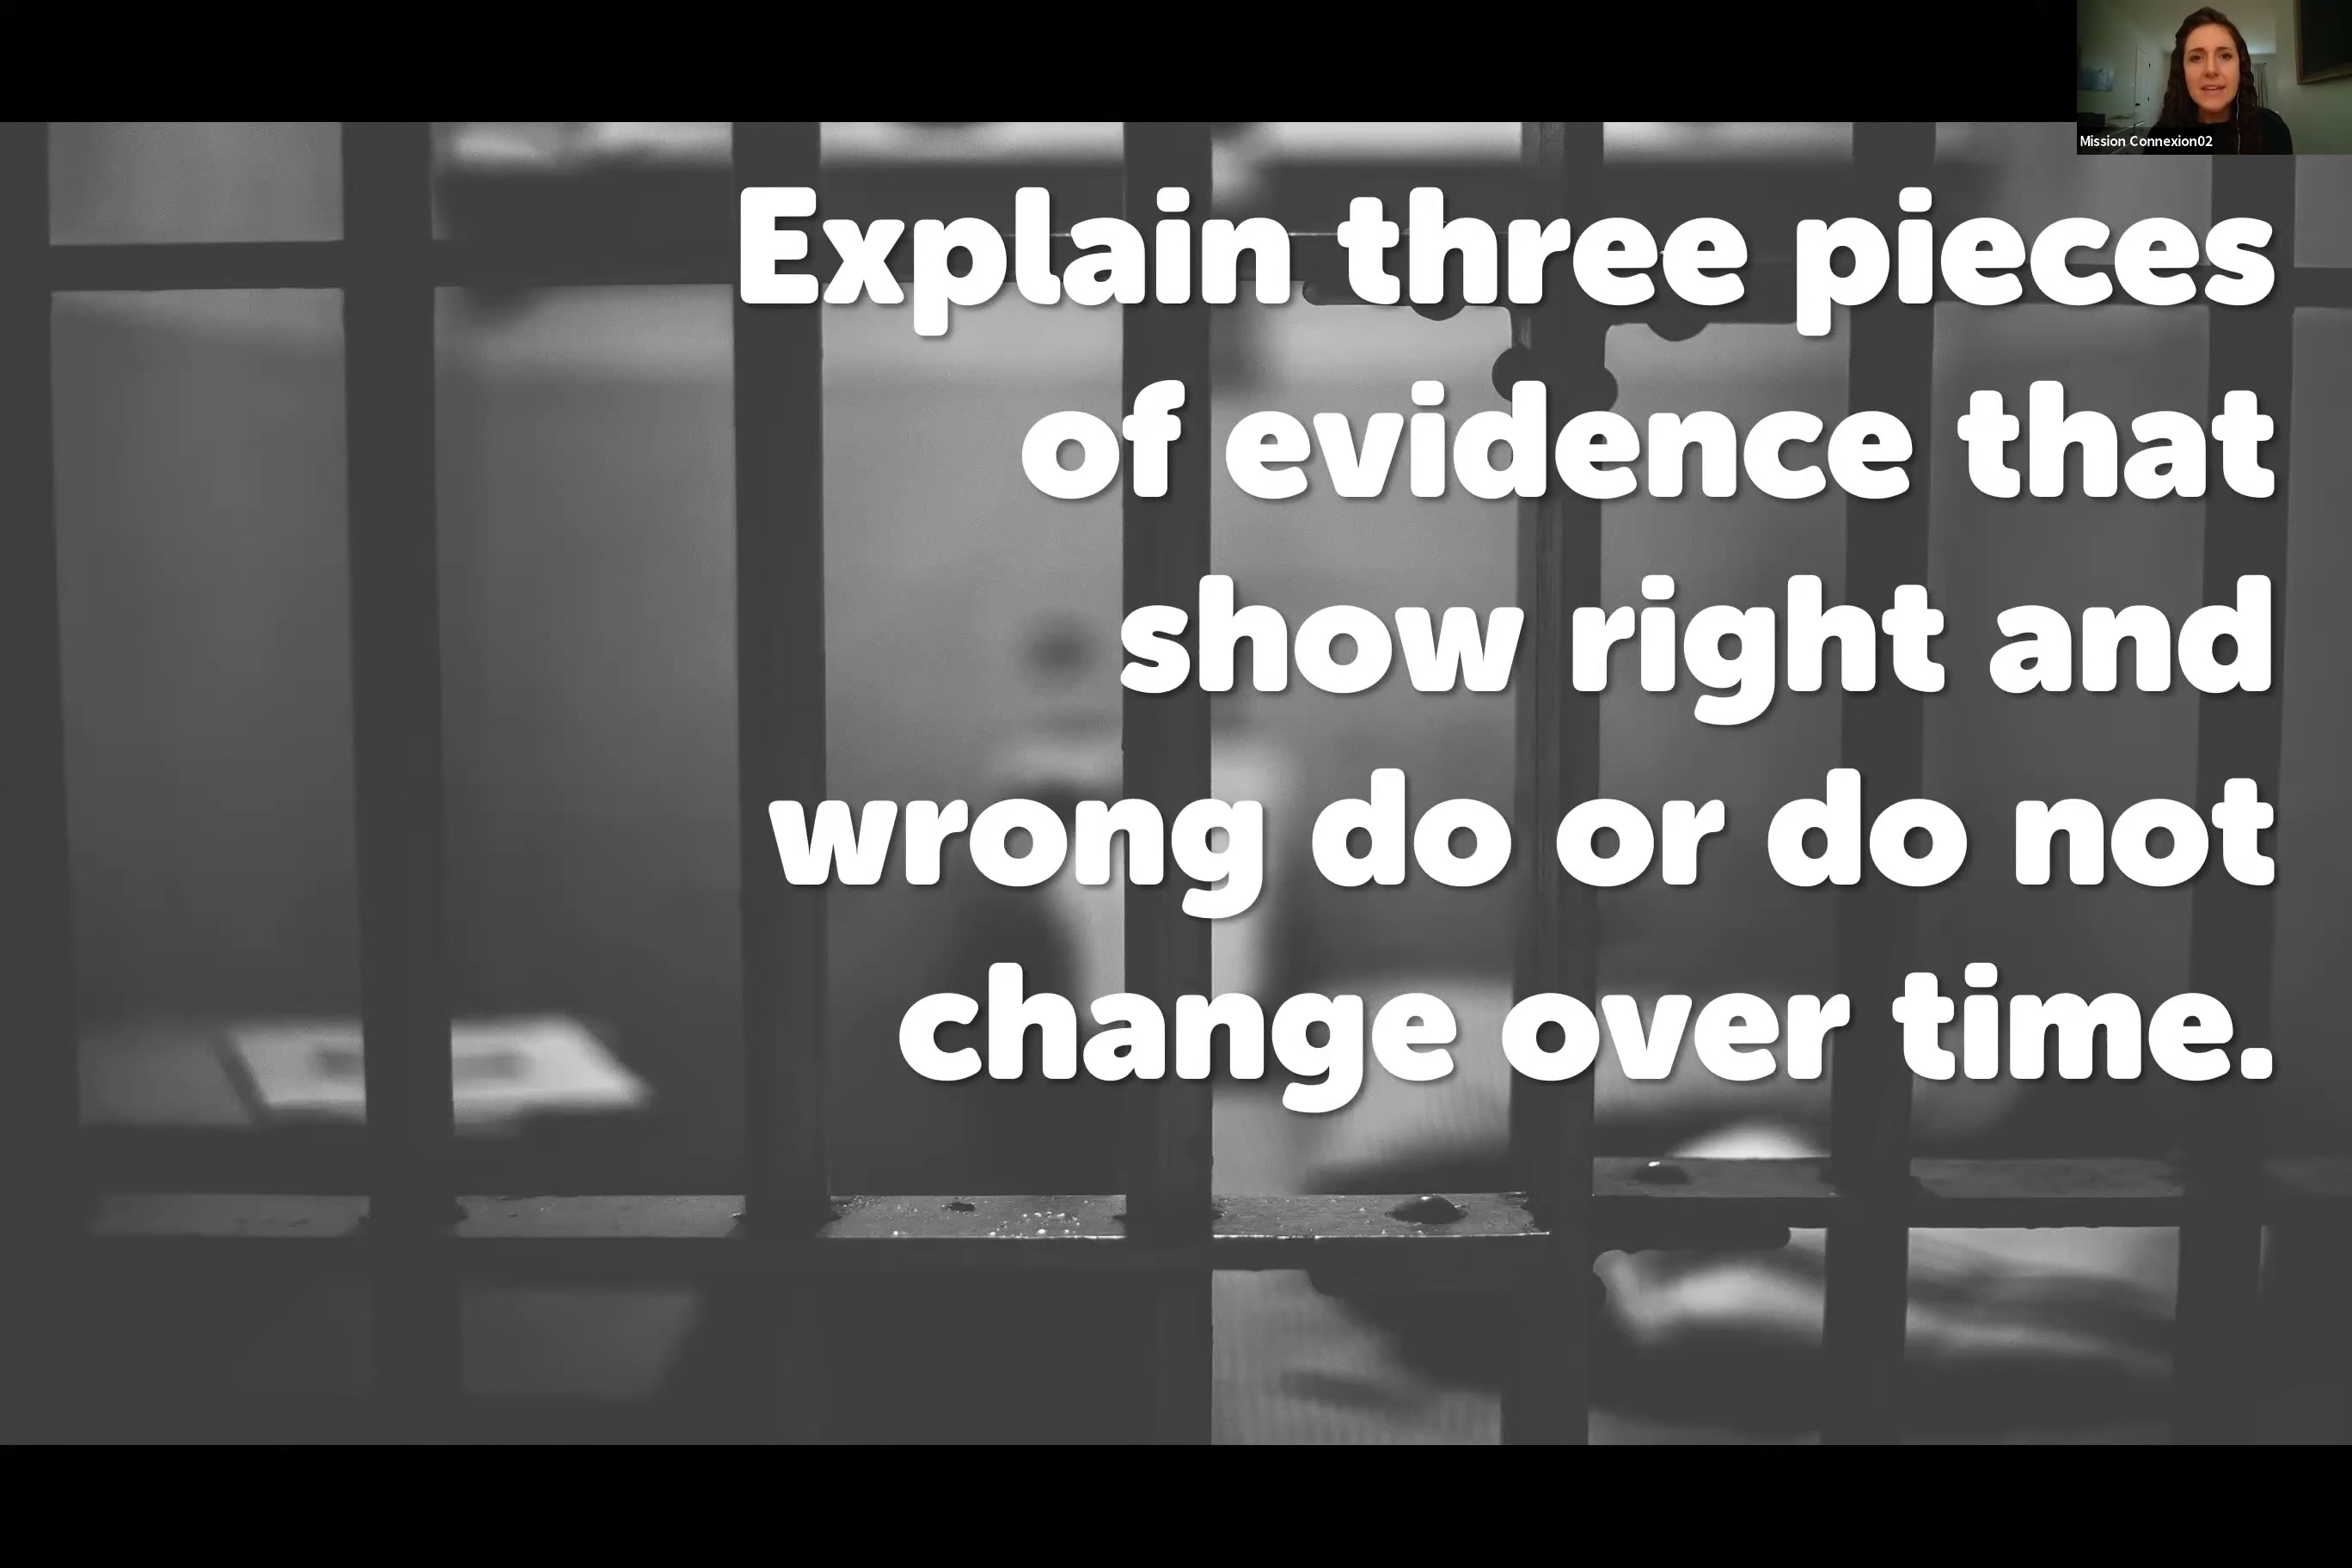 Mission Connexion02
Explain three pieces
of evidence that
show right and
wrong do or do not
change over time.